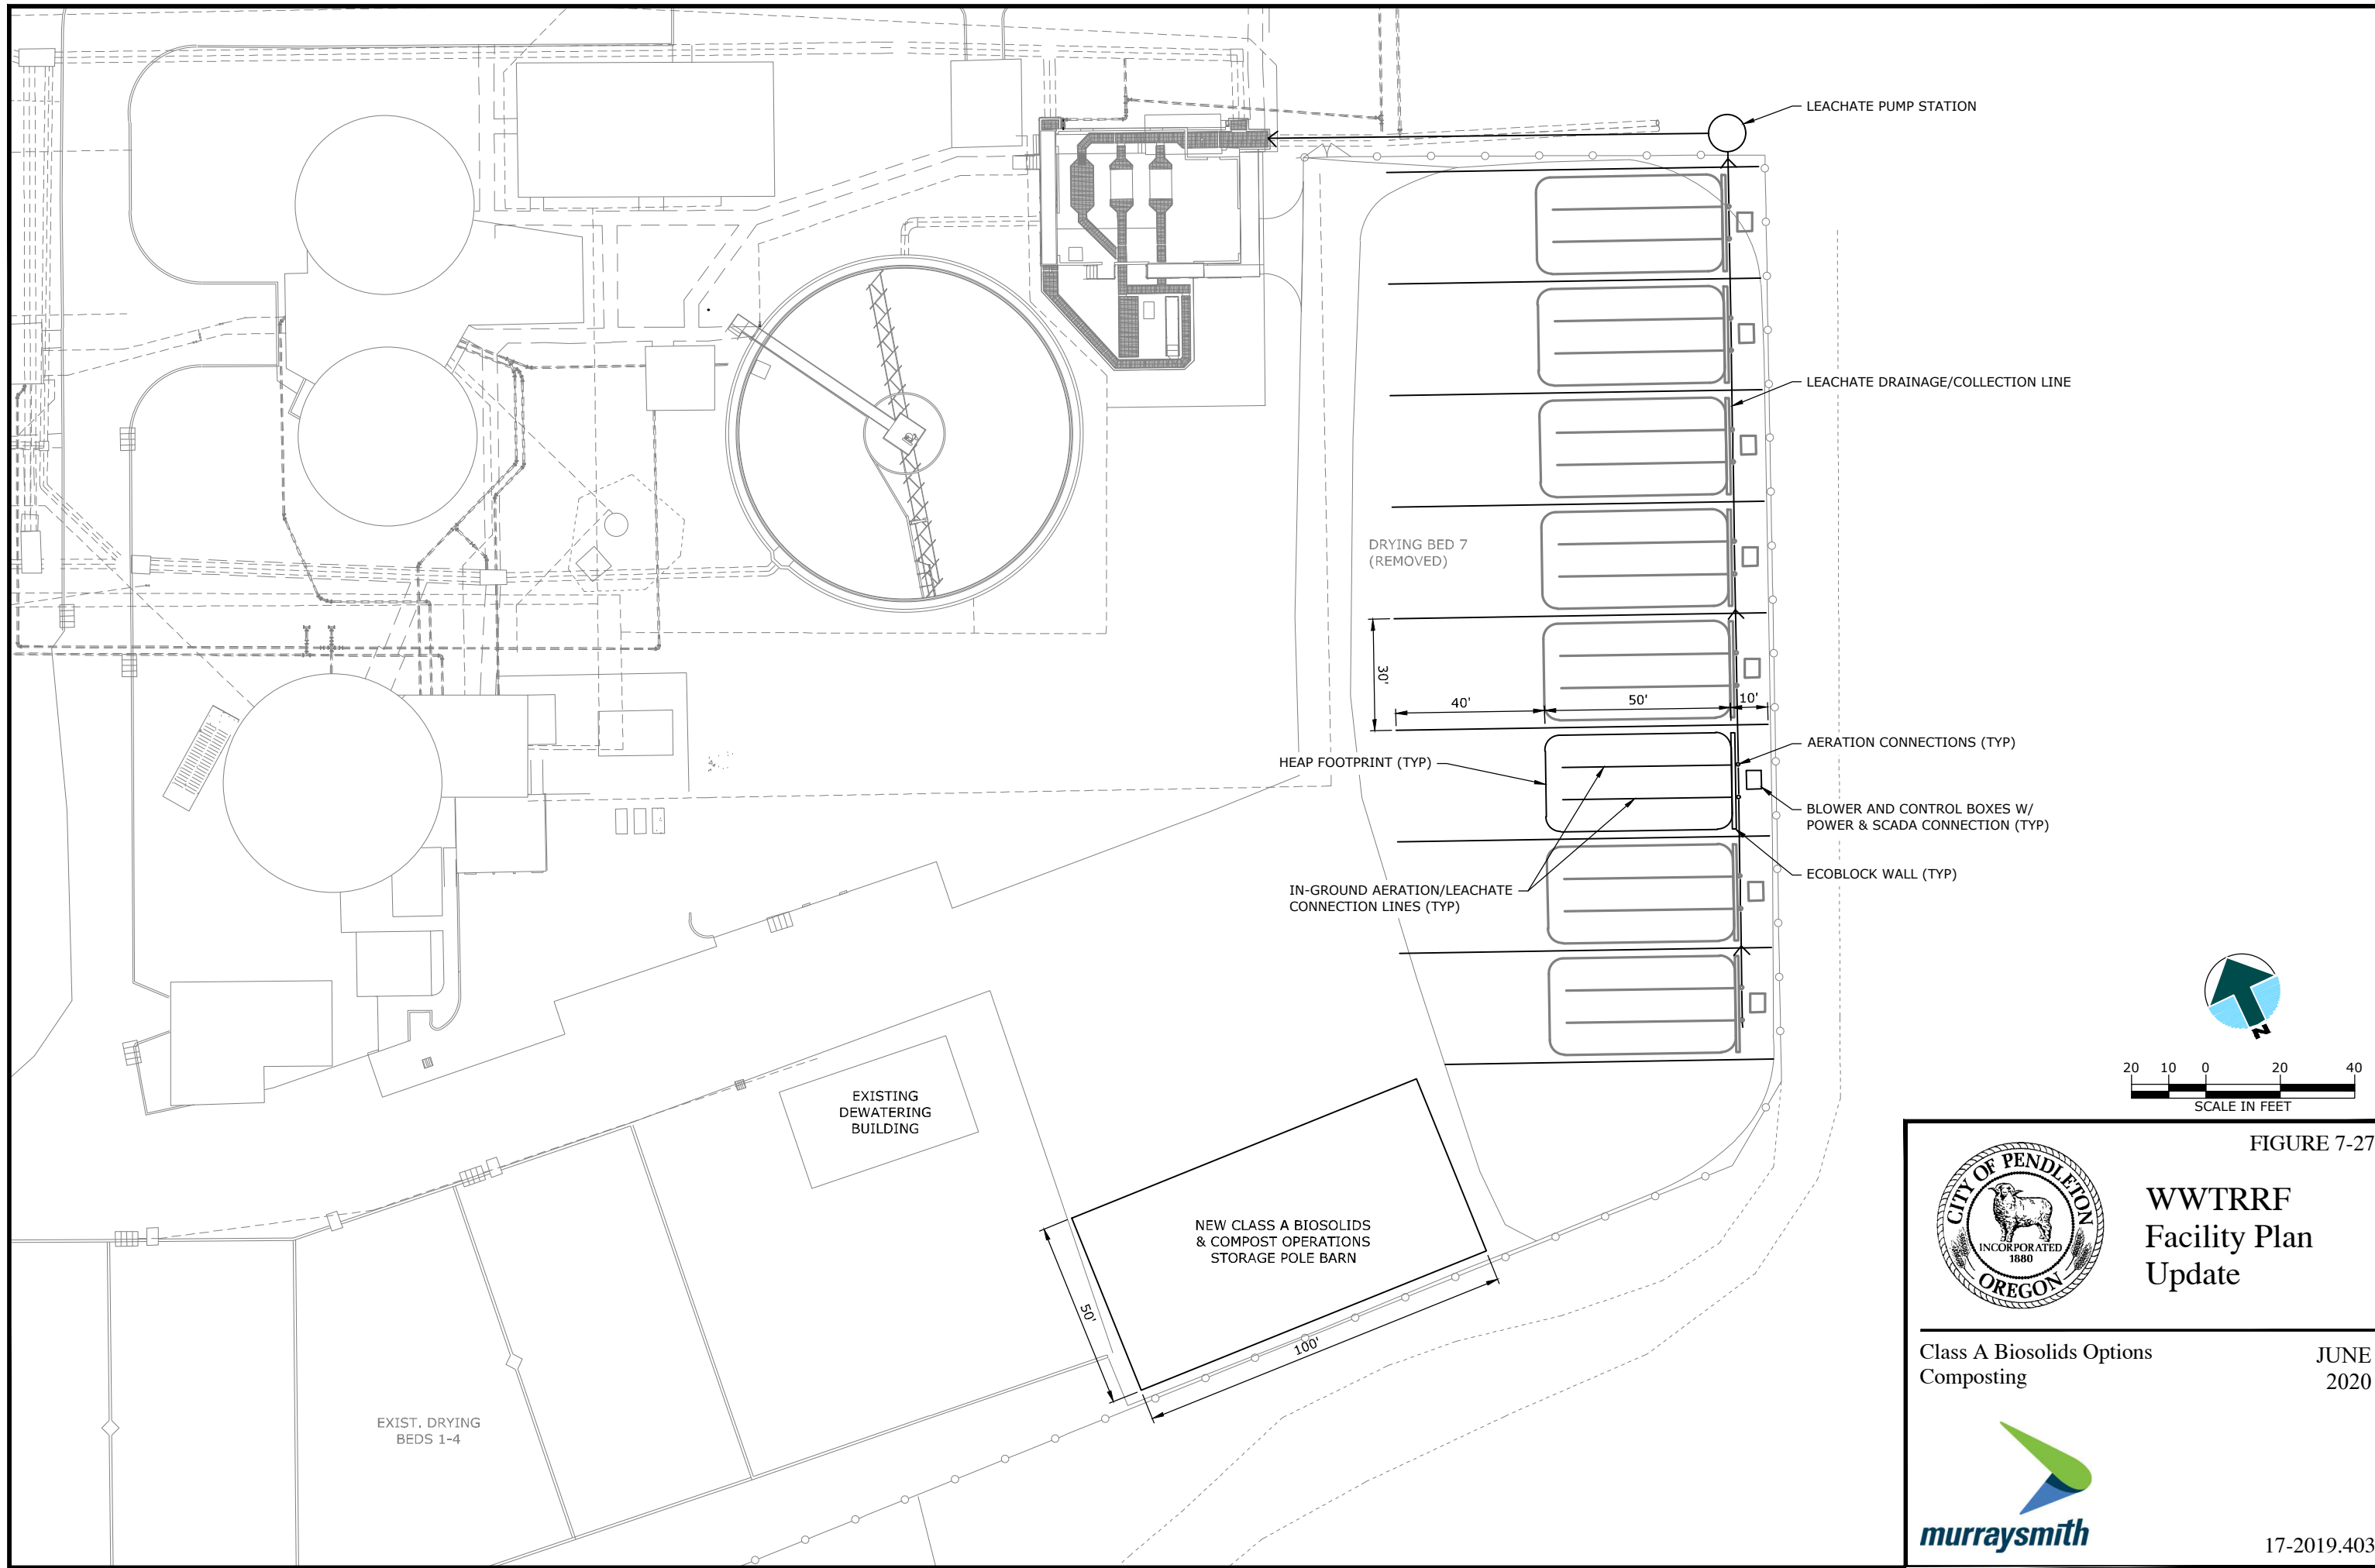 LEACHATE PUMP STATION
LEACHATE DRAINAGE/COLLECTION LINE
DRYING BED 7
(REMOVED)
30'
40'
50'
10'
AERATION CONNECTIONS (TYP)
HEAP FOOTPRINT (TYP)
BLOWER AND CONTROL BOXES W/
POWER & SCADA CONNECTION (TYP)
ECOBLOCK WALL (TYP)
IN-GROUND AERATION/LEACHATE
CONNECTION LINES (TYP)
N
20 10 0 20 40
SCALE IN FEET
EXISTING
DEWATERING
BUILDING
NEW CLASS A BIOSOLIDS
& COMPOST OPERATIONS
STORAGE POLE BARN
50'
100'
EXIST. DRYING
BEDS 1-4
FIGURE 7-27
CITY OF PENDLETON
INCORPORATED
1880
OREGON
WWTRRF
Facility Plan
Update
Class A Biosolids Options
Composting
JUNE
2020
murraysmith
17-2019.403